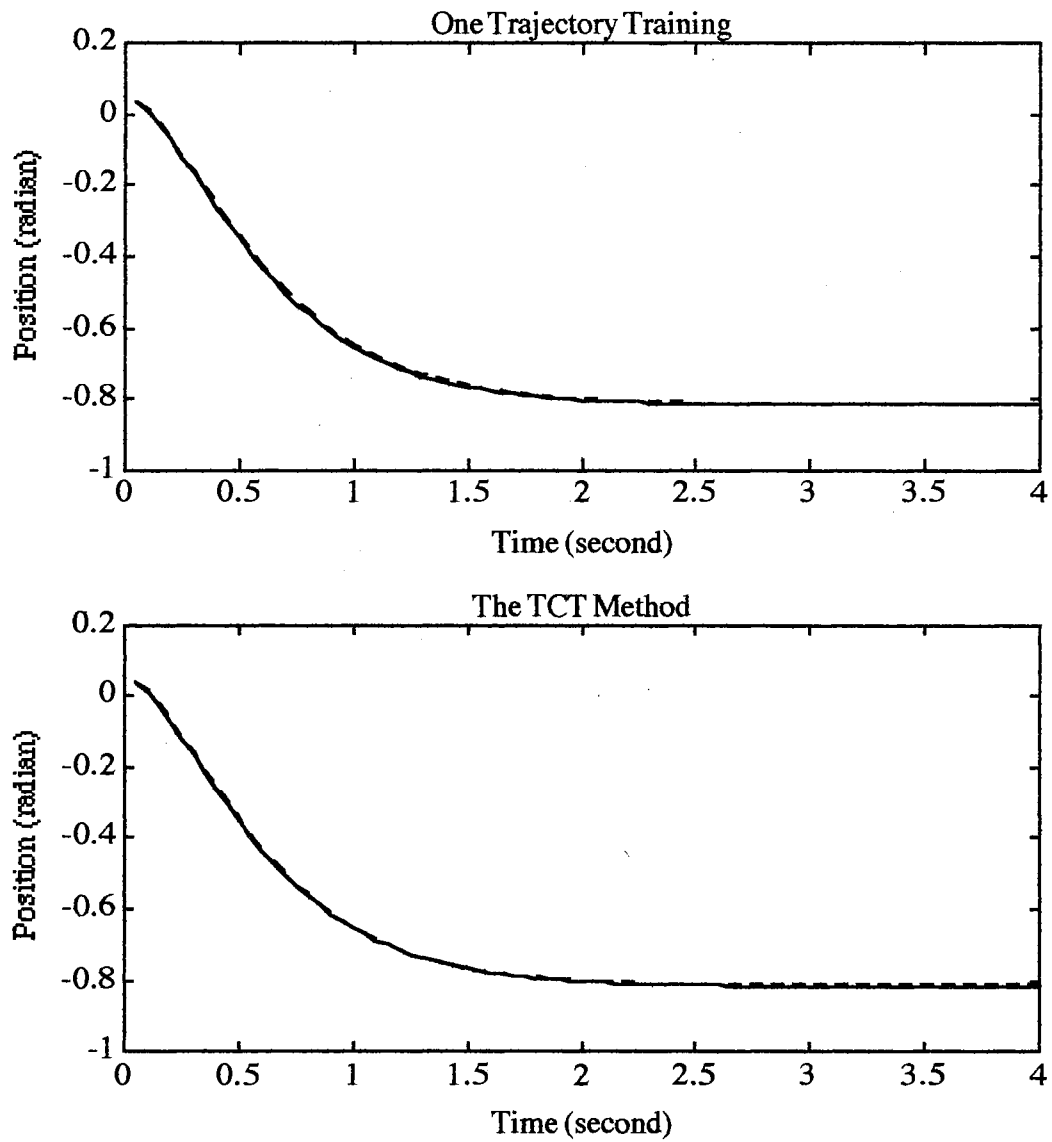 One Trajectory Training
0.2
0
-0.2
-0.4
-0.6
-0.8
-1
Position (radian)
0 0.5 1 1.5 2 2.5 3 3.5 4
Time (second)
The TCT Method
0.2
0
-0.2
-0.4
-0.6
-0.8
-1
Position (radian)
0 0.5 1 1.5 2 2.5 3 3.5 4
Time (second)